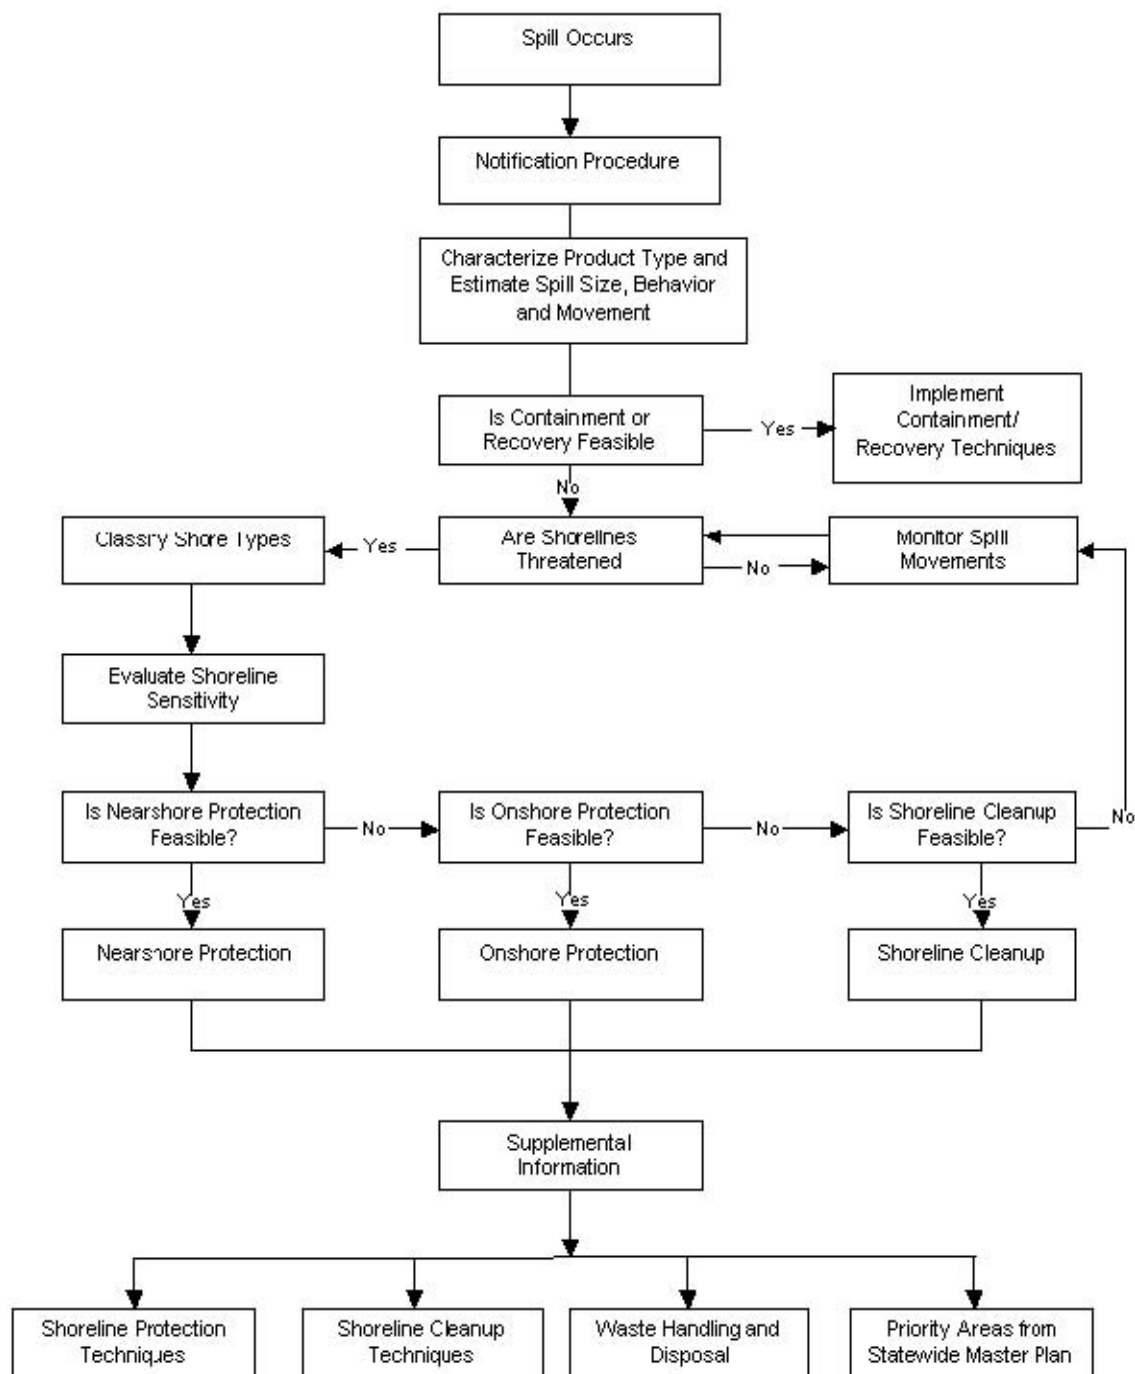 Spill Occurs
Notification Procedure
Characterize Product Type and
Estimate Spill Size, Behavior
and Movement
Is Containment or
Recovery Feasible
Yes
Implement
Containment/
Recovery Techniques
No
Classify Shore Types
Yes
Are Shorelines
Threatened
No
Monitor Spill
Movements
Evaluate Shoreline
Sensitivity
Is Nearshore Protection
Feasible?
No
Is Onshore Protection
Feasible?
No
Is Shoreline Cleanup
Feasible?
No
Yes
Yes
Yes
Nearshore Protection
Onshore Protection
Shoreline Cleanup
Supplemental
Information
Shoreline Protection
Techniques
Shoreline Cleanup
Techniques
Waste Handling and
Disposal
Priority Areas from
Statewide Master Plan